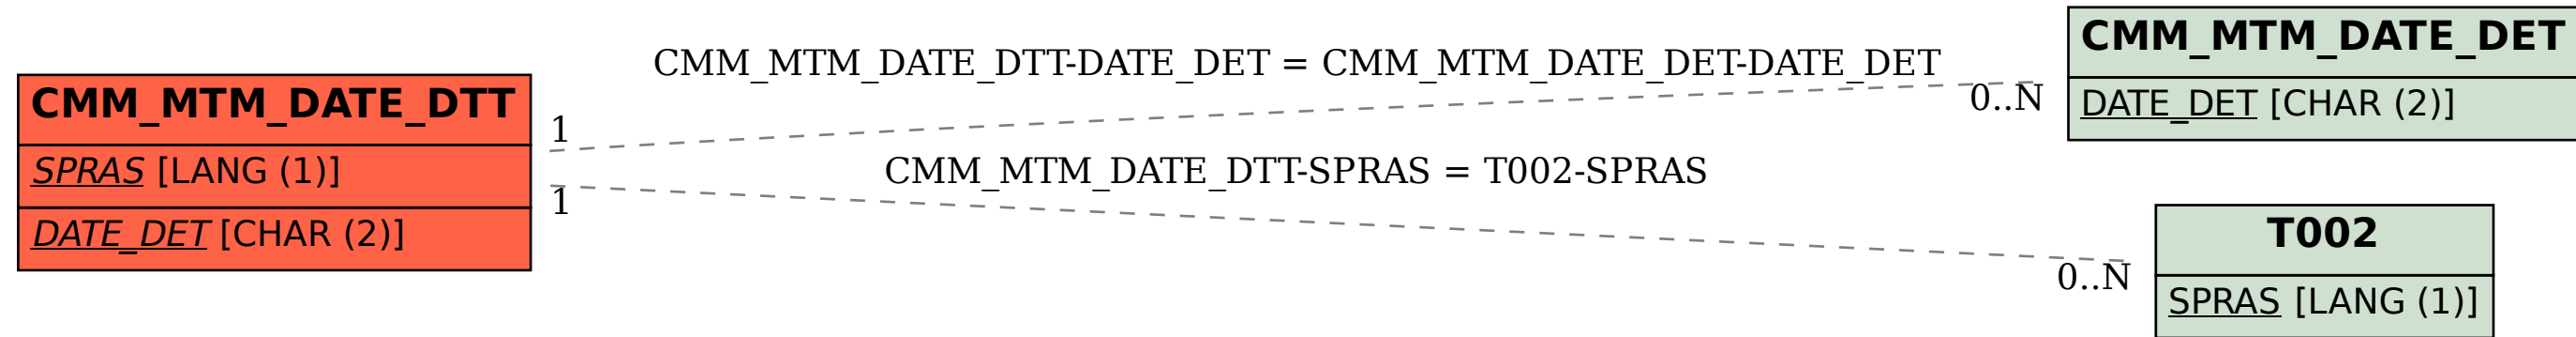 CMM_MTM_DATE_DTT
SPRAS [LANG (1)]
DATE_DET [CHAR (2)]
CMM_MTM_DATE_DTT-DATE_DET = CMM_MTM_DATE_DET-DATE_DET
1
0..N
CMM_MTM_DATE_DTT-SPRAS = T002-SPRAS
1
0..N
CMM_MTM_DATE_DET
DATE_DET [CHAR (2)]
T002
SPRAS [LANG (1)]